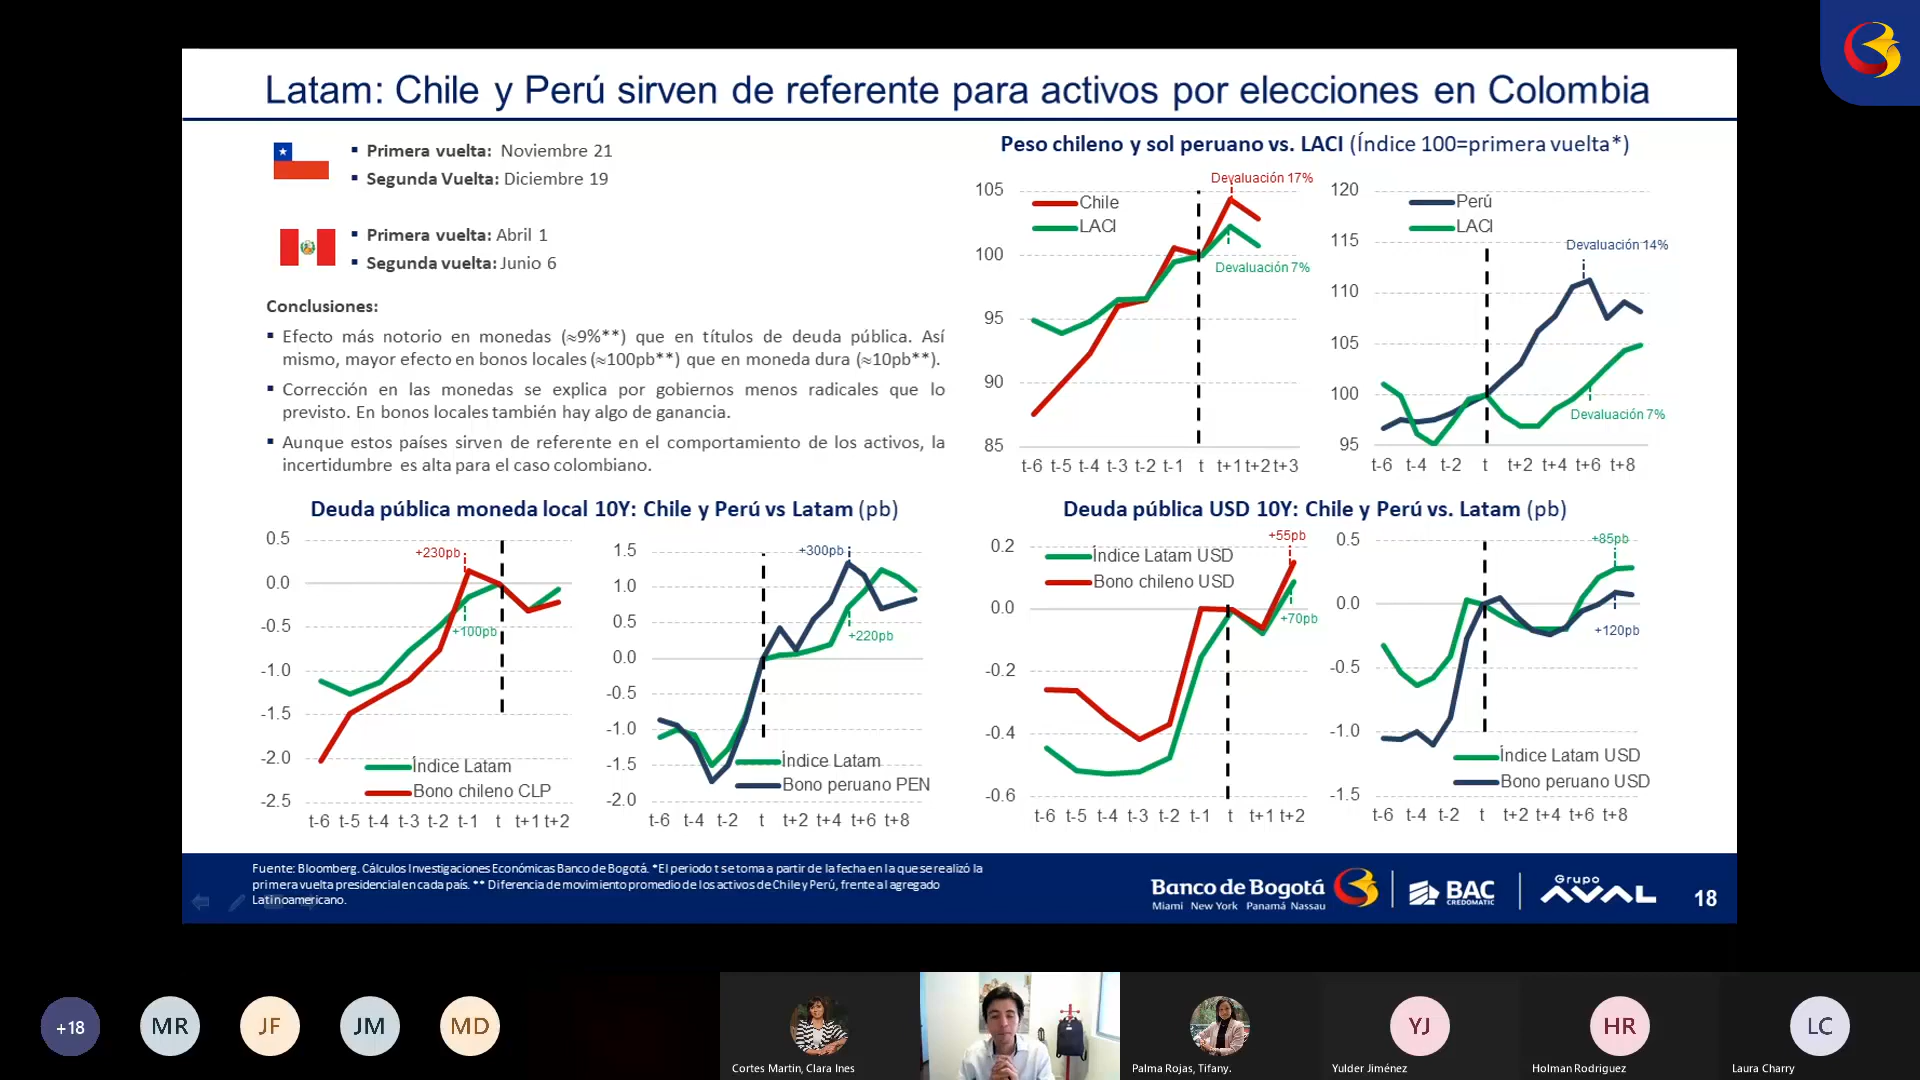 Latam: Chile y Perú sirven de referente para activos por elecciones en Colombia
▪ Primera vuelta: Noviembre 21
▪ Segunda Vuelta: Diciembre 19
▪ Primera vuelta: Abril 1
▪ Segunda vuelta: Junio 6
Conclusiones:
▪ Efecto más notorio en monedas (≈9%**) que en títulos de deuda pública. Así
mismo, mayor efecto en bonos locales (≈100pb**) que en moneda dura (≈10pb**).
▪ Corrección en las monedas se explica por gobiernos menos radicales que lo
previsto. En bonos locales también hay algo de ganancia.
▪ Aunque estos países sirven de referente en el comportamiento de los activos, la
incertidumbre es alta para el caso colombiano.
Peso chileno y sol peruano vs. LACI (Índice 100=primera vuelta*)
Devaluación 17%
105
100
95
90
85
Chile
LACI
Devaluación 7%
t-6 t-5 t-4 t-3 t-2 t-1 t t+1 t+2 t+3
120
115
110
105
100
95
Perú
LACI
Devaluación 14%
Devaluación 7%
t-6 t-4 t-2 t t+2 t+4 t+6 t+8
Deuda pública moneda local 10Y: Chile y Perú vs Latam (pb)
0.5
0.0
-0.5
-1.0
-1.5
-2.0
-2.5
+230pb
+100pb
Índice Latam
Bono chileno CLP
t-6 t-5 t-4 t-3 t-2 t-1 t t+1 t+2
1.5
1.0
0.5
0.0
-0.5
-1.0
-1.5
-2.0
+300pb
+220pb
Índice Latam
Bono peruano PEN
t-6 t-4 t-2 t t+2 t+4 t+6 t+8
Deuda pública USD 10Y: Chile y Perú vs. Latam (pb)
0.2
0.0
-0.2
-0.4
-0.6
Índice Latam USD
Bono chileno USD
+55pb
+70pb
t-6 t-5 t-4 t-3 t-2 t-1 t t+1 t+2
0.5
0.0
-0.5
-1.0
-1.5
+85pb
+120pb
Índice Latam USD
Bono peruano USD
t-6 t-4 t-2 t t+2 t+4 t+6 t+8
Fuente: Bloomberg. Cálculos Investigaciones Económicas Banco de Bogotá. *El periodo t se toma a partir de la fecha en la que se realizó la
primera vuelta presidencial en cada país. ** Diferencia de movimiento promedio de los activos de Chile y Perú, frente al agregado
Latinoamericano.
Banco de Bogotá
Miami New York Panamá Nassau
BAC
CREDOMATIC
Grupo
AVAL
18
+18
MR
JF
JM
MD
Cortes Martin, Clara Ines
Palma Rojas, Tifany.
YJ
Yulder Jiménez
HR
Holman Rodriguez
LC
Laura Charry